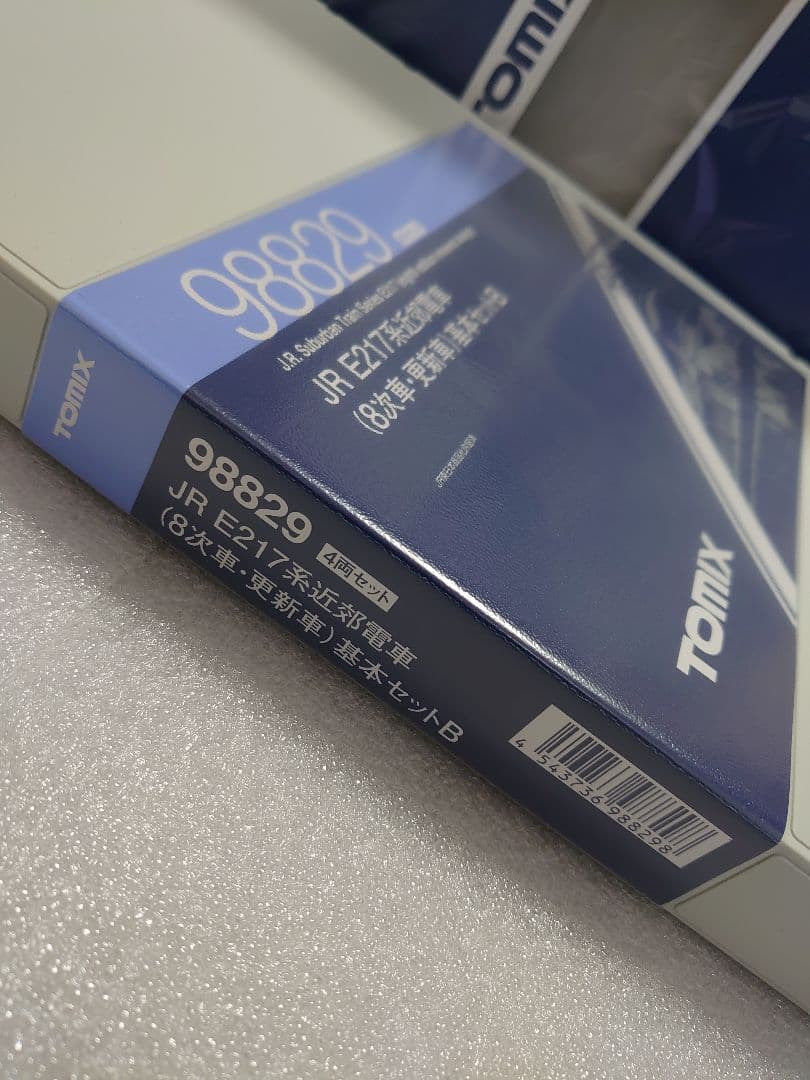 TOMIX
98829
J.R. Suburban Train Series E217
JR E217系近郊電車
(8次車・更新車)基本セットB
TOMIX
TOMIX
98829 4両セット
JR E217系近郊電車
(8次車・更新車)基本セットB
4 543736 988298